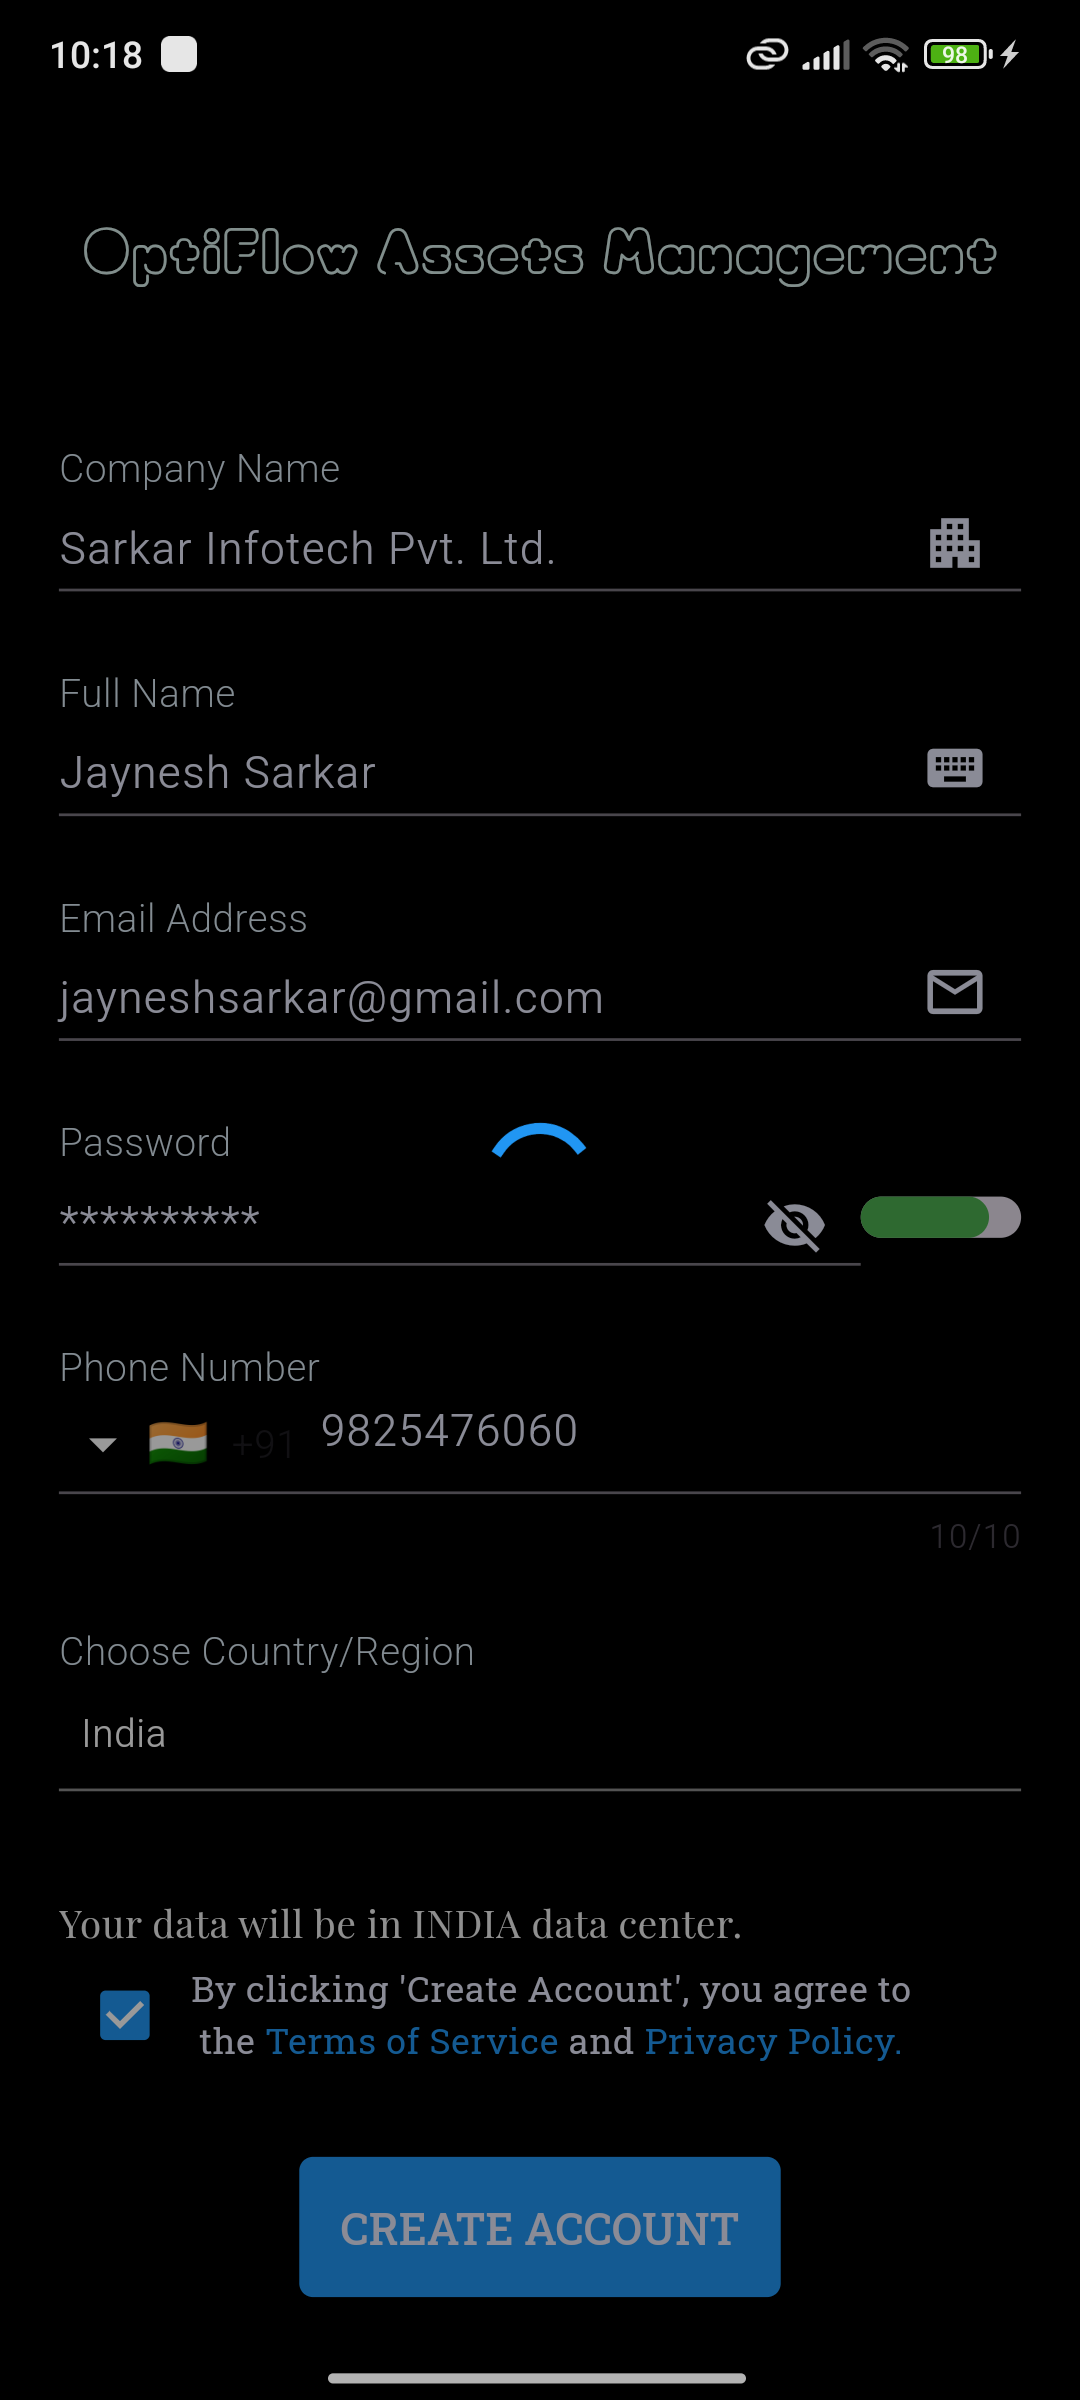 10:18
98
OptiFlow Assets Management
Company Name
Sarkar Infotech Pvt. Ltd.
Full Name
Jaynesh Sarkar
Email Address
jayneshsarkar@gmail.com
Password
**********
Phone Number
+91 9825476060
10/10
Choose Country/Region
India
Your data will be in INDIA data center.
By clicking 'Create Account', you agree to
the Terms of Service and Privacy Policy.
CREATE ACCOUNT